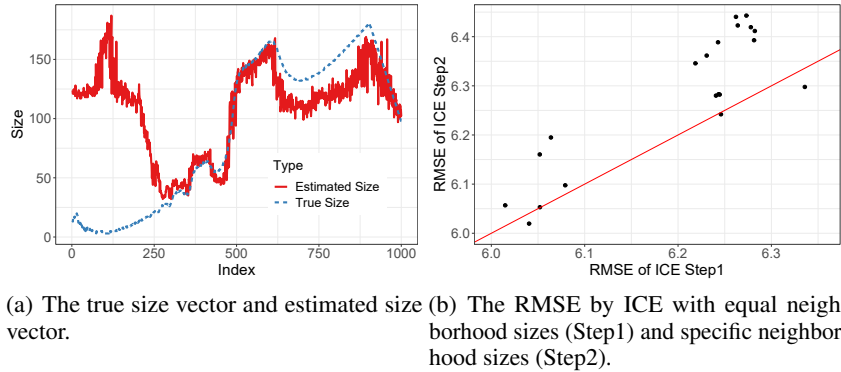 150
100
50
0
Size
0
250
500
750
1000
Index
Type
Estimated Size
True Size
6.4
6.3
6.2
6.1
6.0
RMSE of ICE Step2
6.0
6.1
6.2
6.3
RMSE of ICE Step1
(a) The true size vector and estimated size
vector.
(b) The RMSE by ICE with equal neigh
borhood sizes (Step1) and specific neighbor
hood sizes (Step2).